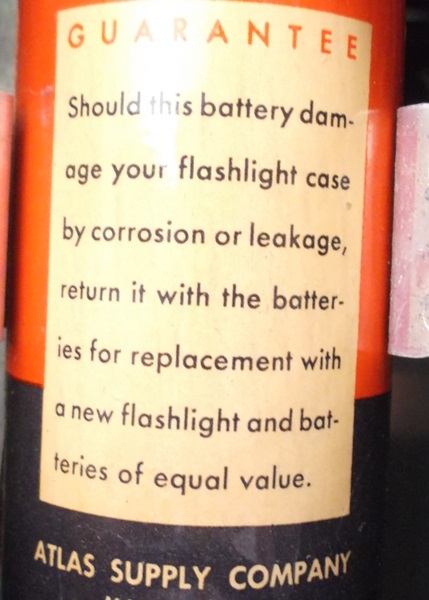 GUARANTEE
Should this battery dam-
age your flashlight case
by corrosion or leakage,
return it with the batter-
ies for replacement with
a new flashlight and bat-
teries of equal value.
ATLAS SUPPLY COMPANY